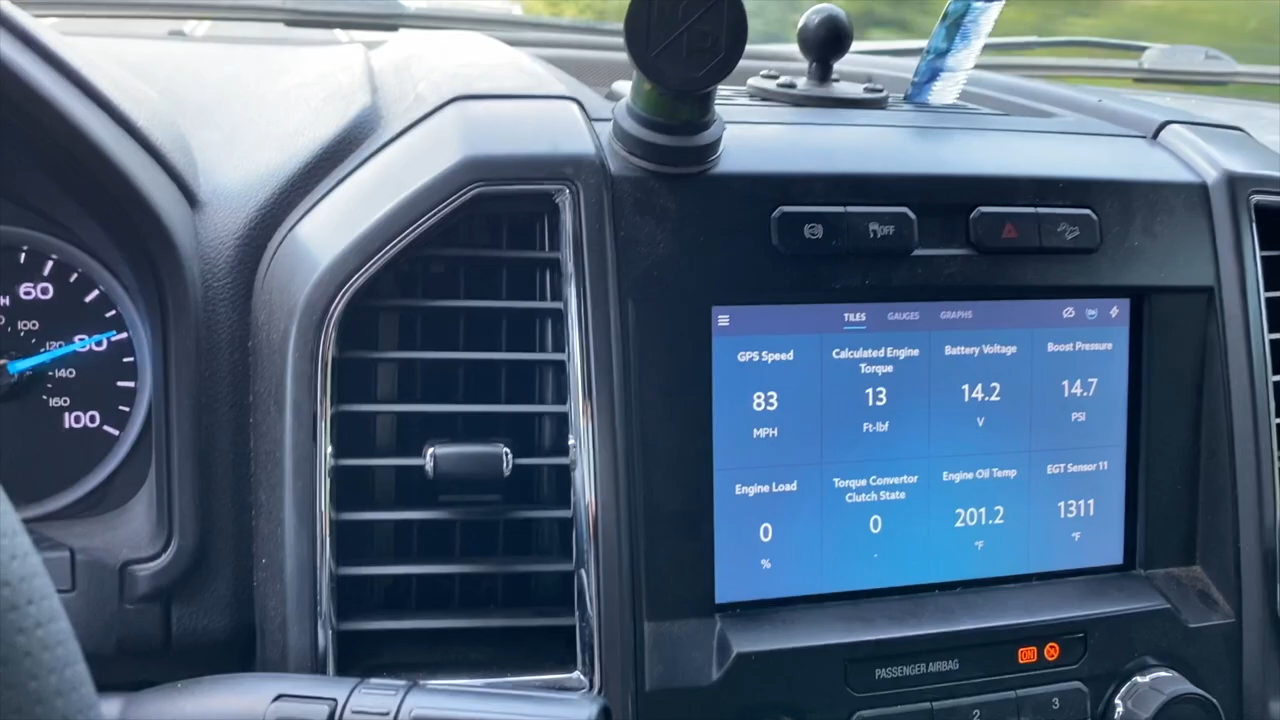 OFF
TILES GAUGES GRAPHS
GPS Speed
83
MPH
Calculated Engine
Torque
13
Ft-lbf
Battery Voltage
14.2
V
Boost Pressure
14.7
PSI
Engine Load
0
%
Torque Convertor
Clutch State
0
-
Engine Oil Temp
201.2
°F
EGT Sensor 11
1311
°F
60
80
100
100
120
140
160
H
PASSENGER AIRBAG
ON
2
3